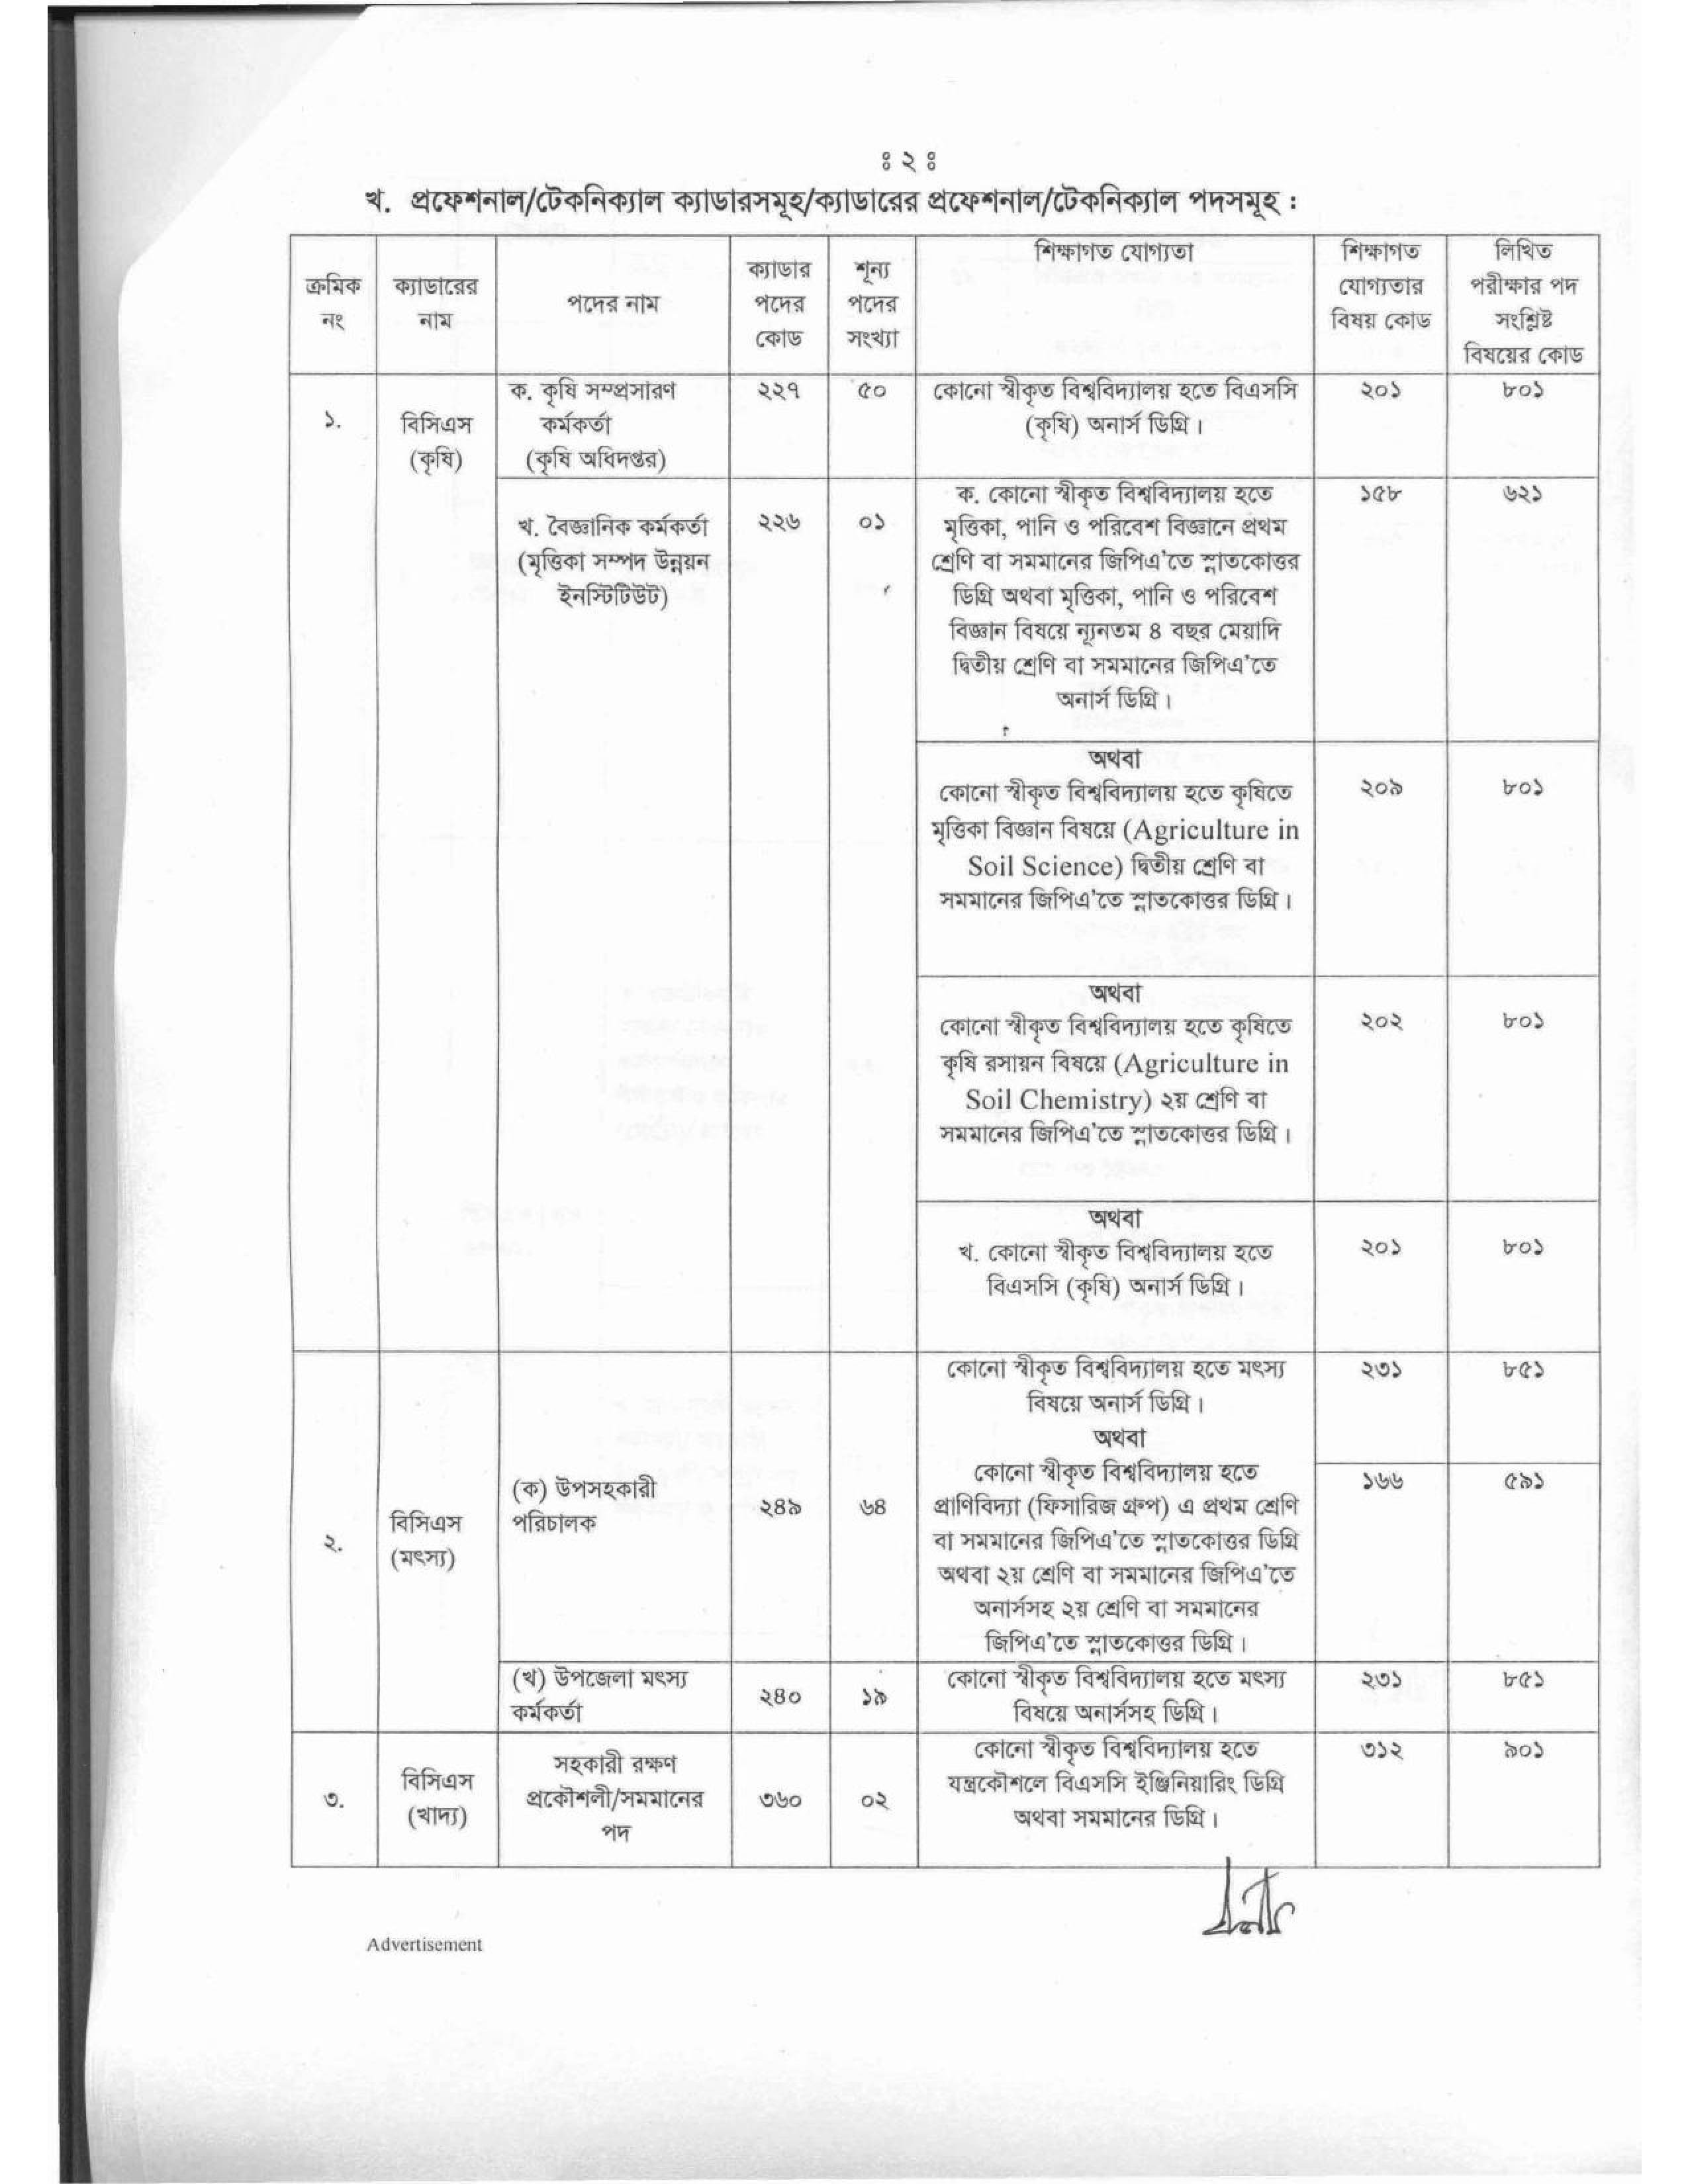 ঃ ২ ঃ
খ. প্রফেশনাল/টেকনিক্যাল ক্যাডারসমূহ/ক্যাডারের প্রফেশনাল/টেকনিক্যাল পদসমূহ :
ক্রমিক
নং
ক্যাডারের
নাম
পদের নাম
ক্যাডার
পদের
কোড
শূন্য
পদের
সংখ্যা
শিক্ষাগত যোগ্যতা
শিক্ষাগত
যোগ্যতার
বিষয় কোড
লিখিত
পরীক্ষার পদ
সংশ্লিষ্ট
বিষয়ের কোড
১.
বিসিএস
(কৃষি)
ক. কৃষি সম্প্রসারণ
কর্মকর্তা
(কৃষি অধিদপ্তর)
২২৭
৫০
কোনো স্বীকৃত বিশ্ববিদ্যালয় হতে বিএসসি
(কৃষি) অনার্স ডিগ্রি।
২০১
৮০১
খ. বৈজ্ঞানিক কর্মকর্তা
(মৃত্তিকা সম্পদ উন্নয়ন
ইনস্টিটিউট)
২২৬
০১
ক. কোনো স্বীকৃত বিশ্ববিদ্যালয় হতে
মৃত্তিকা, পানি ও পরিবেশ বিজ্ঞানে প্রথম
শ্রেণি বা সমমানের জিপিএ'তে স্নাতকোত্তর
ডিগ্রি অথবা মৃত্তিকা, পানি ও পরিবেশ
বিজ্ঞান বিষয়ে ন্যূনতম ৪ বছর মেয়াদি
দ্বিতীয় শ্রেণি বা সমমানের জিপিএ'তে
অনার্স ডিগ্রি।
১৫৮
৬২১
অথবা
কোনো স্বীকৃত বিশ্ববিদ্যালয় হতে কৃষিতে
মৃত্তিকা বিজ্ঞান বিষয়ে (Agriculture in
Soil Science) দ্বিতীয় শ্রেণি বা
সমমানের জিপিএ'তে স্নাতকোত্তর ডিগ্রি।
২০৯
৮০১
অথবা
কোনো স্বীকৃত বিশ্ববিদ্যালয় হতে কৃষিতে
কৃষি রসায়ন বিষয়ে (Agriculture in
Soil Chemistry) ২য় শ্রেণি বা
সমমানের জিপিএ'তে স্নাতকোত্তর ডিগ্রি।
২০২
৮০১
অথবা
খ. কোনো স্বীকৃত বিশ্ববিদ্যালয় হতে
বিএসসি (কৃষি) অনার্স ডিগ্রি।
২০১
৮০১
২.
বিসিএস
(মৎস্য)
(ক) উপসহকারী
পরিচালক
২৪৯
৬৪
কোনো স্বীকৃত বিশ্ববিদ্যালয় হতে মৎস্য
বিষয়ে অনার্স ডিগ্রি।
অথবা
২৩১
৮৫১
কোনো স্বীকৃত বিশ্ববিদ্যালয় হতে
প্রাণিবিদ্যা (ফিসারিজ গ্রুপ) এ প্রথম শ্রেণি
বা সমমানের জিপিএ'তে স্নাতকোত্তর ডিগ্রি
অথবা ২য় শ্রেণি বা সমমানের জিপিএ'তে
অনার্সসহ ২য় শ্রেণি বা সমমানের
জিপিএ'তে স্নাতকোত্তর ডিগ্রি।
১৬৬
৫৯১
(খ) উপজেলা মৎস্য
কর্মকর্তা
২৪০
১৯
কোনো স্বীকৃত বিশ্ববিদ্যালয় হতে মৎস্য
বিষয়ে অনার্সসহ ডিগ্রি।
২৩১
৮৫১
৩.
বিসিএস
(খাদ্য)
সহকারী রক্ষণ
প্রকৌশলী/সমমানের
পদ
৩৬০
০২
কোনো স্বীকৃত বিশ্ববিদ্যালয় হতে
যন্ত্রকৌশলে বিএসসি ইঞ্জিনিয়ারিং ডিগ্রি
অথবা সমমানের ডিগ্রি।
৩১২
৯০১
Advertisement